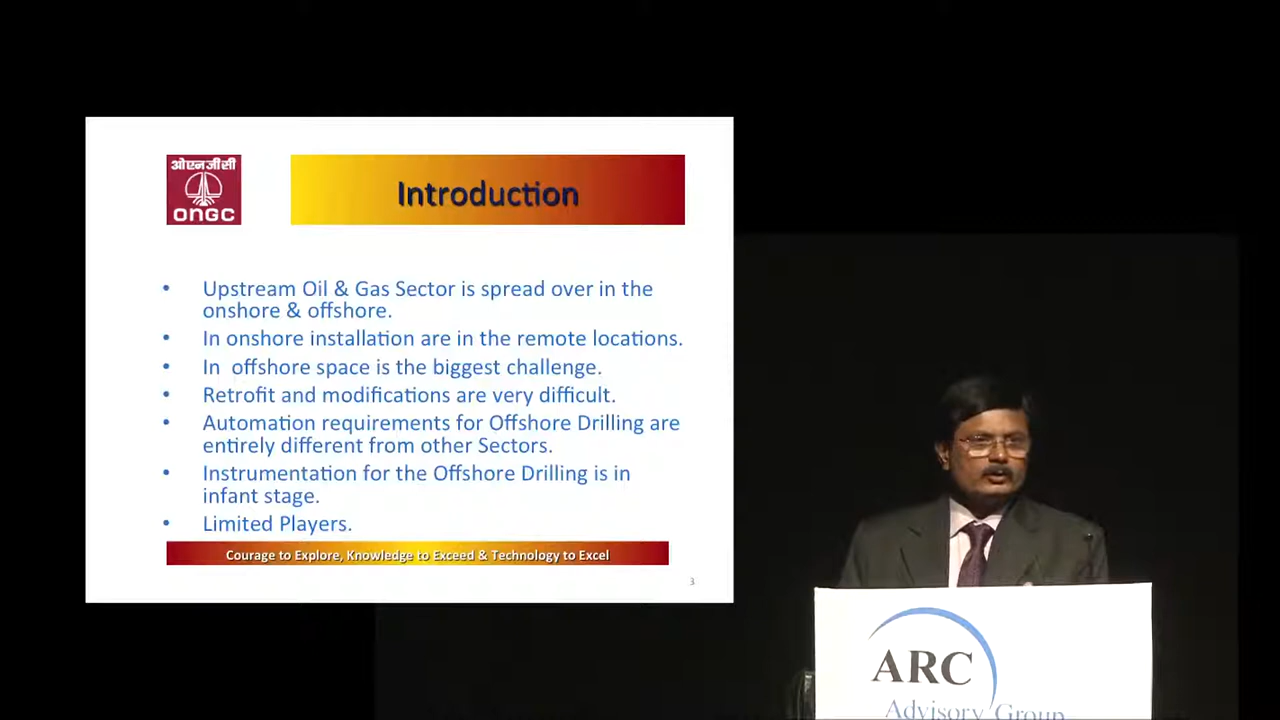 ओएनजीसी
ONGC
Introduction
• Upstream Oil & Gas Sector is spread over in the
onshore & offshore.
• In onshore installation are in the remote locations.
• In  offshore space is the biggest challenge.
• Retrofit and modifications are very difficult.
• Automation requirements for Offshore Drilling are
entirely different from other Sectors.
• Instrumentation for the Offshore Drilling is in
infant stage.
• Limited Players.
Courage to Explore, Knowledge to Exceed & Technology to Excel
3
ARC
Advisory Group